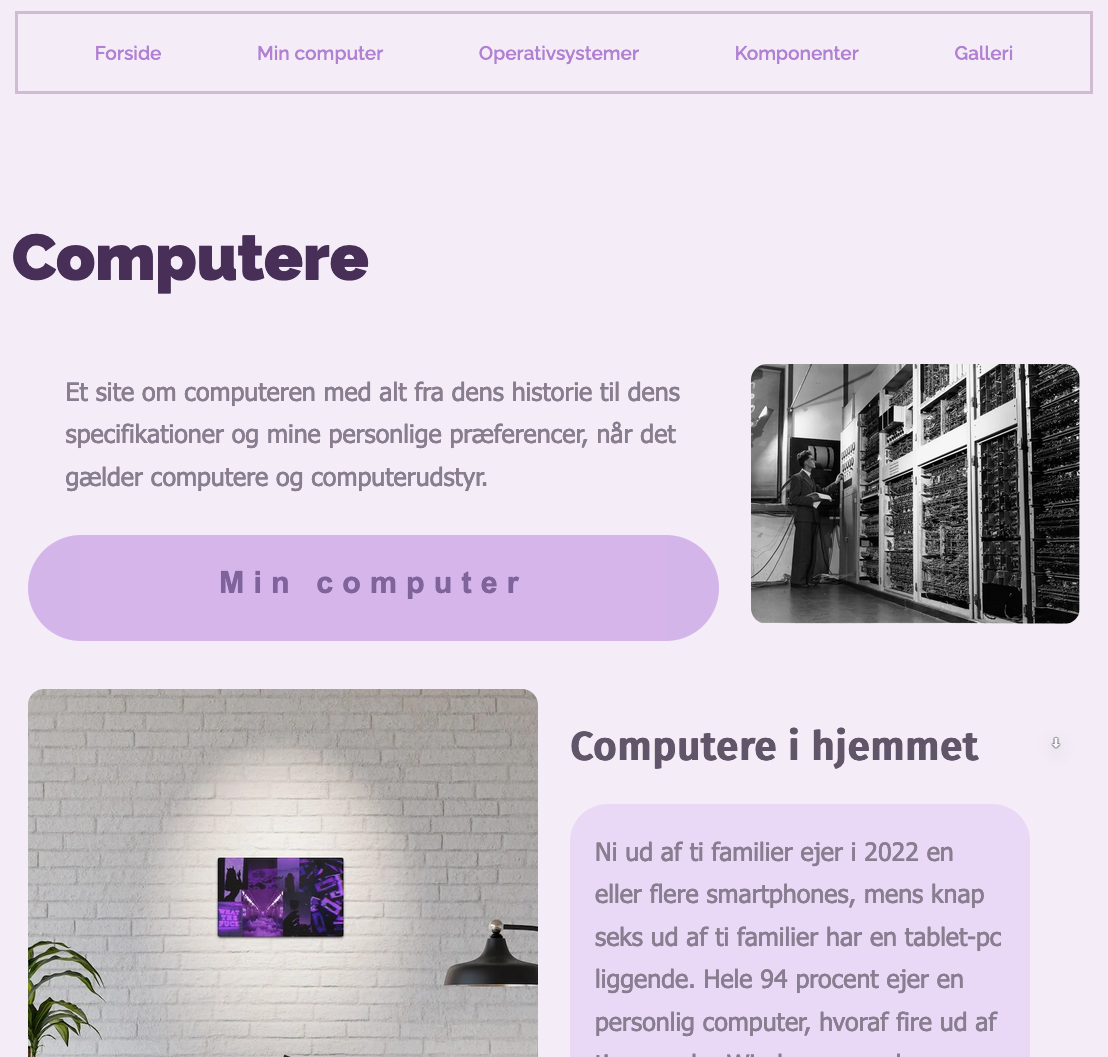 Forside Min computer Operativsystemer Komponenter Galleri
Computere
Et site om computeren med alt fra dens historie til dens
specifikationer og mine personlige præferencer, når det
gælder computere og computerudstyr.
Min computer
Computere i hjemmet
Ni ud af ti familier ejer i 2022 en
eller flere smartphones, mens knap
seks ud af ti familier har en tablet-pc
liggende. Hele 94 procent ejer en
personlig computer, hvoraf fire ud af
WHAT
THE
FUCK